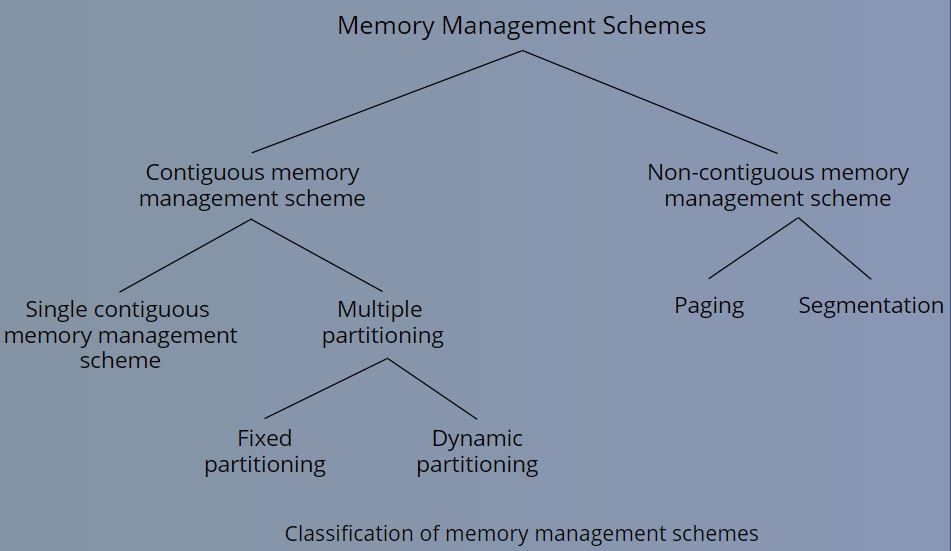 Memory Management Schemes
Contiguous memory
management scheme
Non-contiguous memory
management scheme
Single contiguous
memory management
scheme
Multiple
partitioning
Paging
Segmentation
Fixed
partitioning
Dynamic
partitioning
Classification of memory management schemes